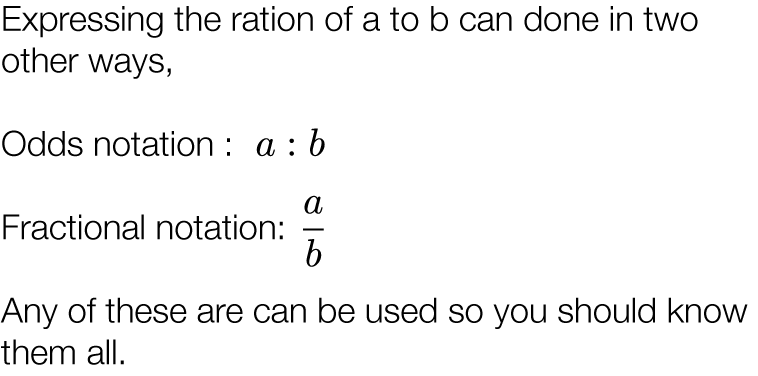 Expressing the ration of a to b can done in two
other ways,
Odds notation : a : b
Fractional notation: a/b
Any of these are can be used so you should know
them all.